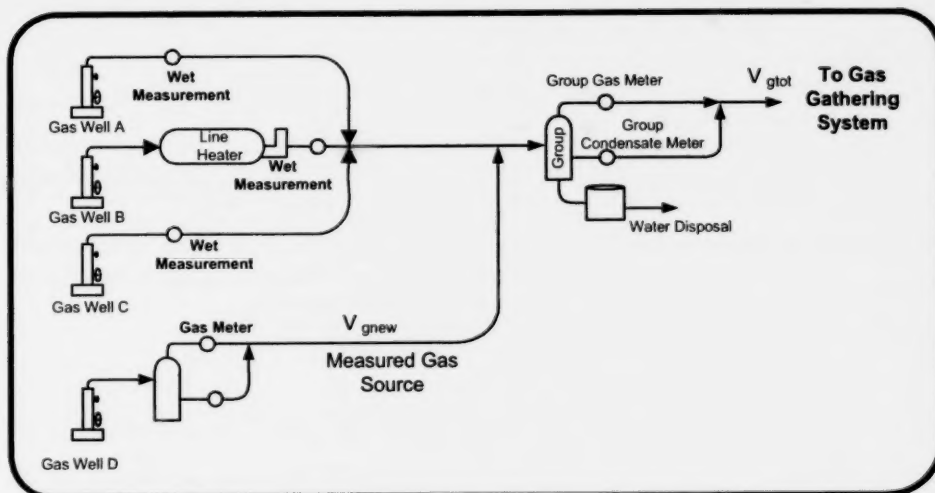 Wet
Measurement
Gas Well A
Line
Heater
Wet
Measurement
Gas Well B
Wet
Measurement
Gas Well C
Gas Meter
V gnew
Measured Gas
Source
Gas Well D
Group Gas Meter
Group
Condensate Meter
Group
Water Disposal
V gtot
To Gas
Gathering
System